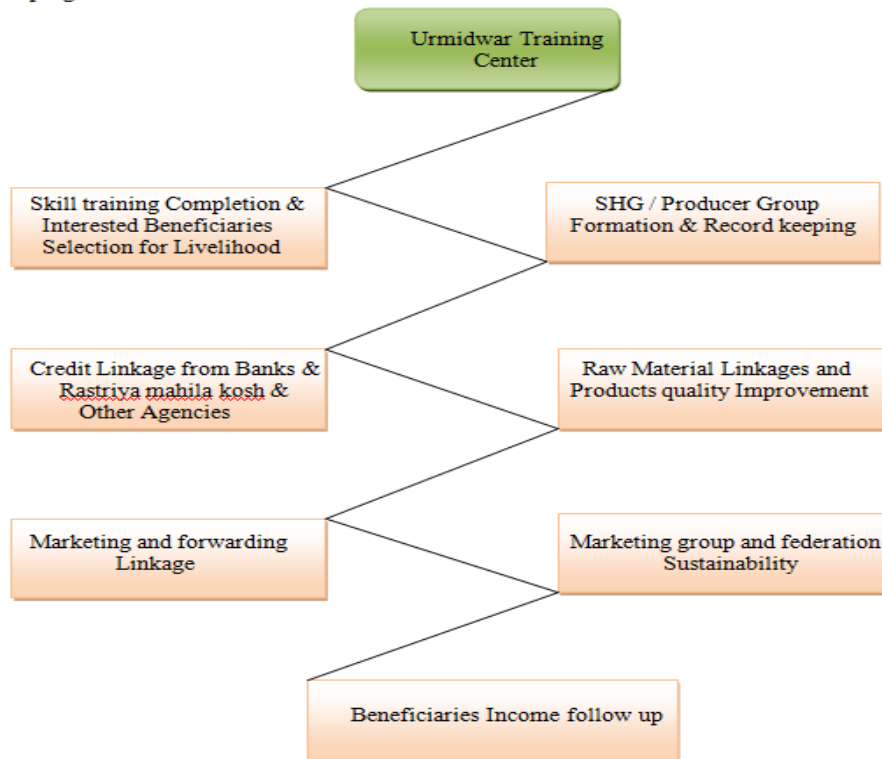 Urmidwar Training
Center
Skill training Completion &
Interested Beneficiaries
Selection for Livelihood
SHG / Producer Group
Formation & Record keeping
Credit Linkage from Banks &
Rastriya mahila kosh &
Other Agencies
Raw Material Linkages and
Products quality Improvement
Marketing and forwarding
Linkage
Marketing group and federation
Sustainability
Beneficiaries Income follow up